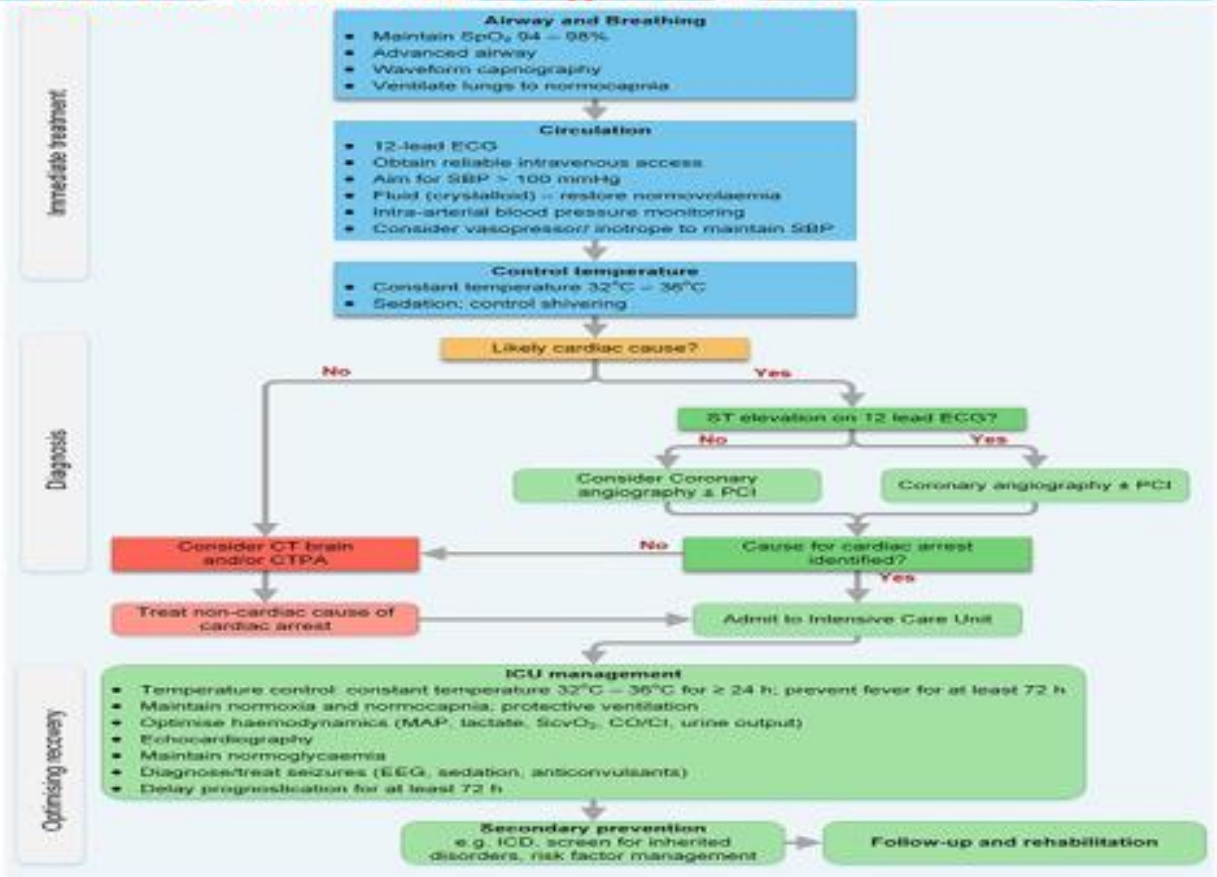 Immediate treatment
Airway and Breathing
• Maintain SpO₂ 94 – 98%
• Advanced airway
• Waveform capnography
• Ventilate lungs to normocapnia
Circulation
• 12-lead ECG
• Obtain reliable intravenous access
• Aim for SBP > 100 mmHg
• Fluid (crystalloid) – restore normovolaemia
• Intra-arterial blood pressure monitoring
• Consider vasopressor/ inotrope to maintain SBP
Control temperature
• Constant temperature 32°C – 36°C
• Sedation; control shivering
Diagnosis
Likely cardiac cause?
No
Yes
ST elevation on 12 lead ECG?
No
Yes
Consider Coronary
angiography ± PCI
Coronary angiography ± PCI
Consider CT brain
and/or CTPA
No
Cause for cardiac arrest
identified?
Yes
Treat non-cardiac cause of
cardiac arrest
Admit to Intensive Care Unit
Optimising recovery
ICU management
• Temperature control: constant temperature 32°C – 36°C for ≥ 24 h; prevent fever for at least 72 h
• Maintain normoxia and normocapnia; protective ventilation
• Optimise haemodynamics (MAP, lactate, ScvO₂, CO/CI, urine output)
• Echocardiography
• Maintain normoglycaemia
• Diagnose/treat seizures (EEG, sedation, anticonvulsants)
• Delay prognostication for at least 72 h
Secondary prevention
e.g. ICD, screen for inherited
disorders, risk factor management
Follow-up and rehabilitation